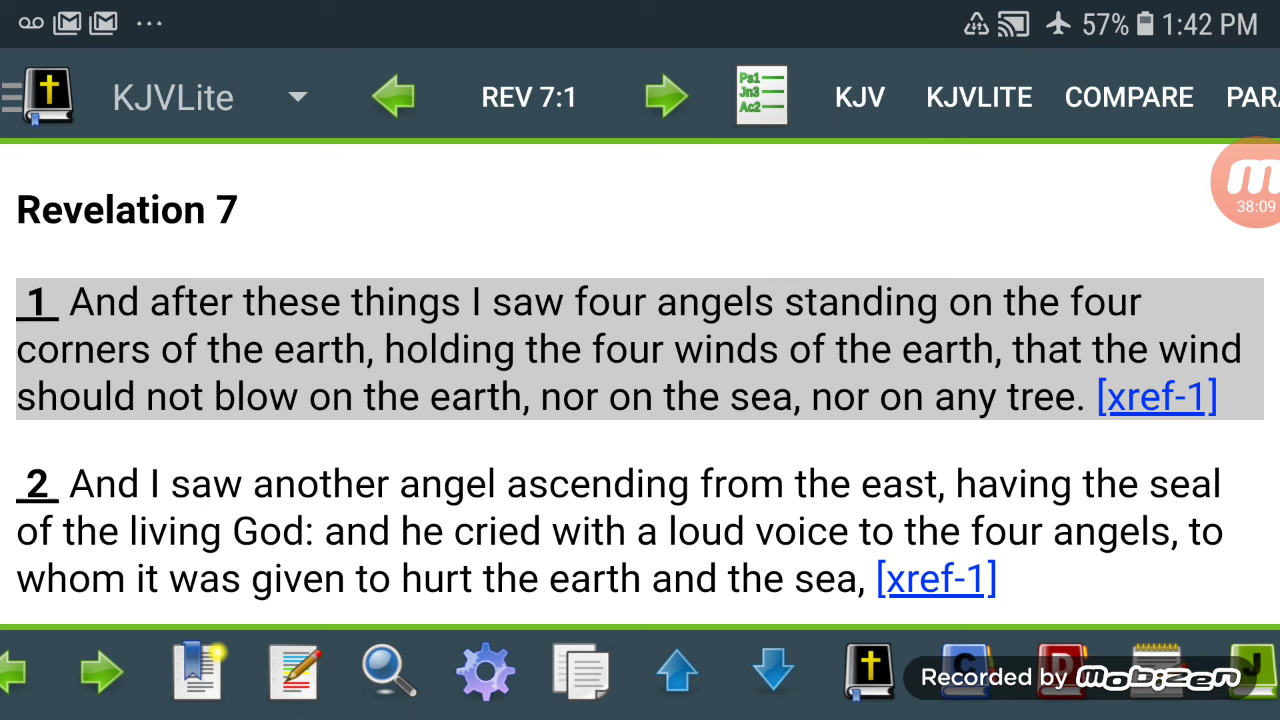 57% 1:42 PM
KJVLite REV 7:1 Ps1 Jn3 Ac2 KJV KJVLITE COMPARE PAR
38:09
Revelation 7
1 And after these things I saw four angels standing on the four
corners of the earth, holding the four winds of the earth, that the wind
should not blow on the earth, nor on the sea, nor on any tree. [xref-1]
2 And I saw another angel ascending from the east, having the seal
of the living God: and he cried with a loud voice to the four angels, to
whom it was given to hurt the earth and the sea, [xref-1]
C D J
Recorded by mobizen